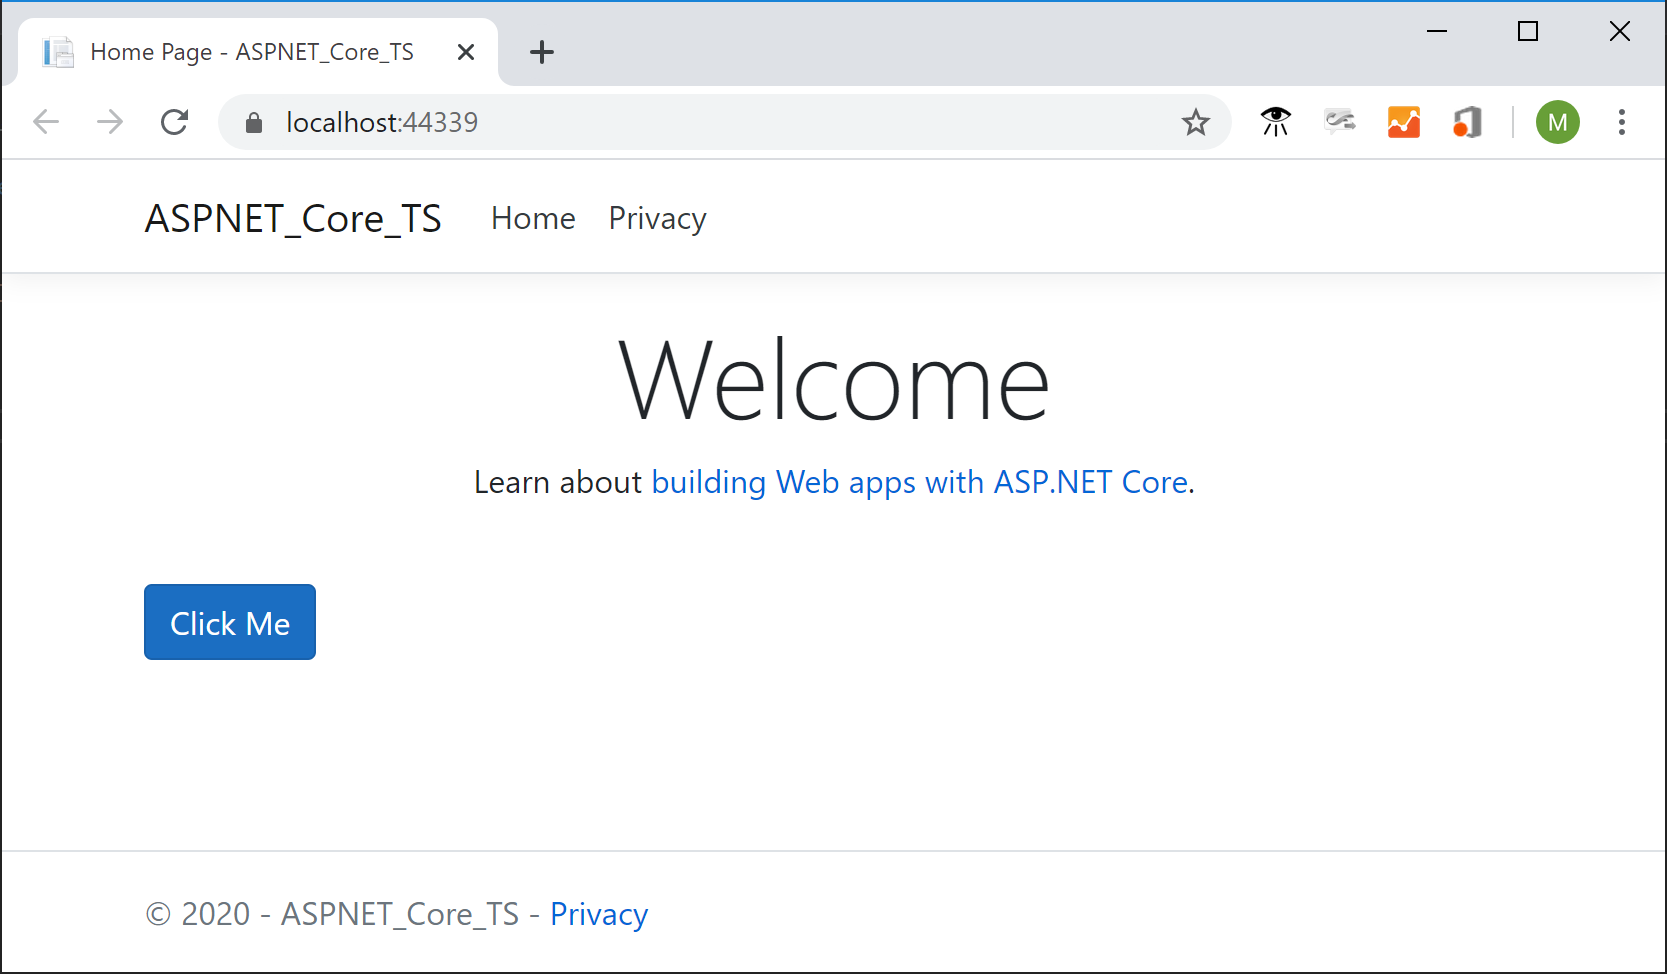 Home Page - ASPNET_Core_TS
localhost:44339
M
ASPNET_Core_TS Home Privacy
Welcome
Learn about building Web apps with ASP.NET Core.
Click Me
© 2020 - ASPNET_Core_TS - Privacy